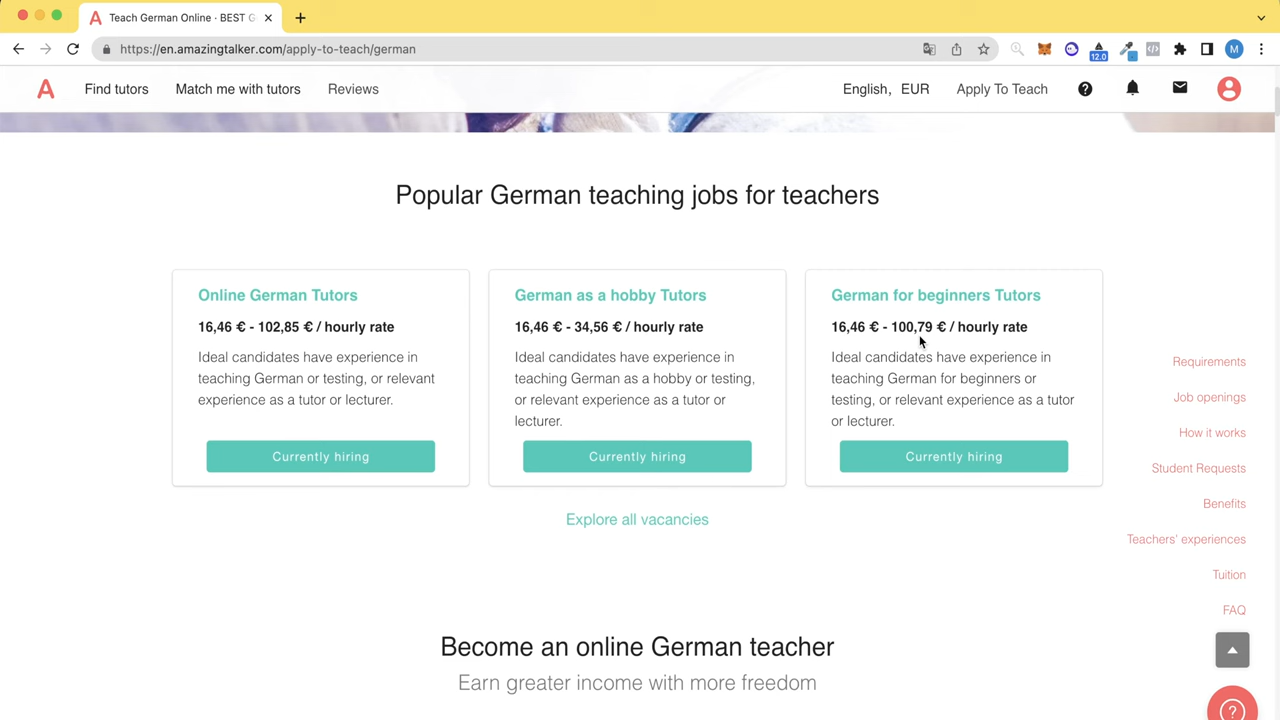 Teach German Online · BEST G
https://en.amazingtalker.com/apply-to-teach/german
12.0
M
A Find tutors Match me with tutors Reviews English, EUR Apply To Teach
Popular German teaching jobs for teachers
Online German Tutors
16,46 € - 102,85 € / hourly rate
Ideal candidates have experience in
teaching German or testing, or relevant
experience as a tutor or lecturer.
Currently hiring
German as a hobby Tutors
16,46 € - 34,56 € / hourly rate
Ideal candidates have experience in
teaching German as a hobby or testing,
or relevant experience as a tutor or
lecturer.
Currently hiring
German for beginners Tutors
16,46 € - 100,79 € / hourly rate
Ideal candidates have experience in
teaching German for beginners or
testing, or relevant experience as a tutor
or lecturer.
Currently hiring
Explore all vacancies
Requirements
Job openings
How it works
Student Requests
Benefits
Teachers' experiences
Tuition
FAQ
Become an online German teacher
Earn greater income with more freedom